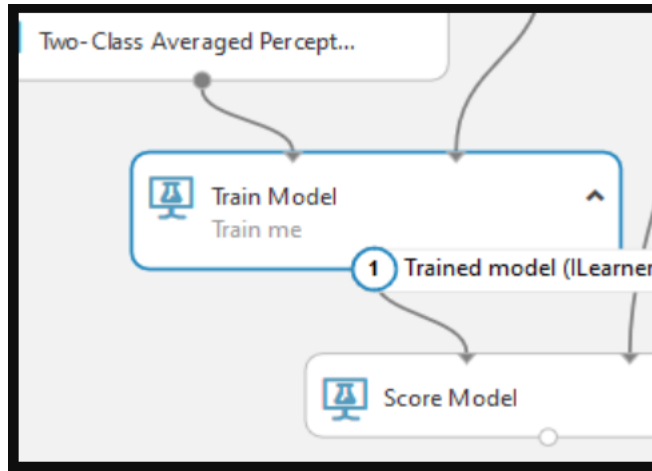 Two-Class Averaged Percept...
Train Model
Train me
1 Trained model (ILearner
Score Model